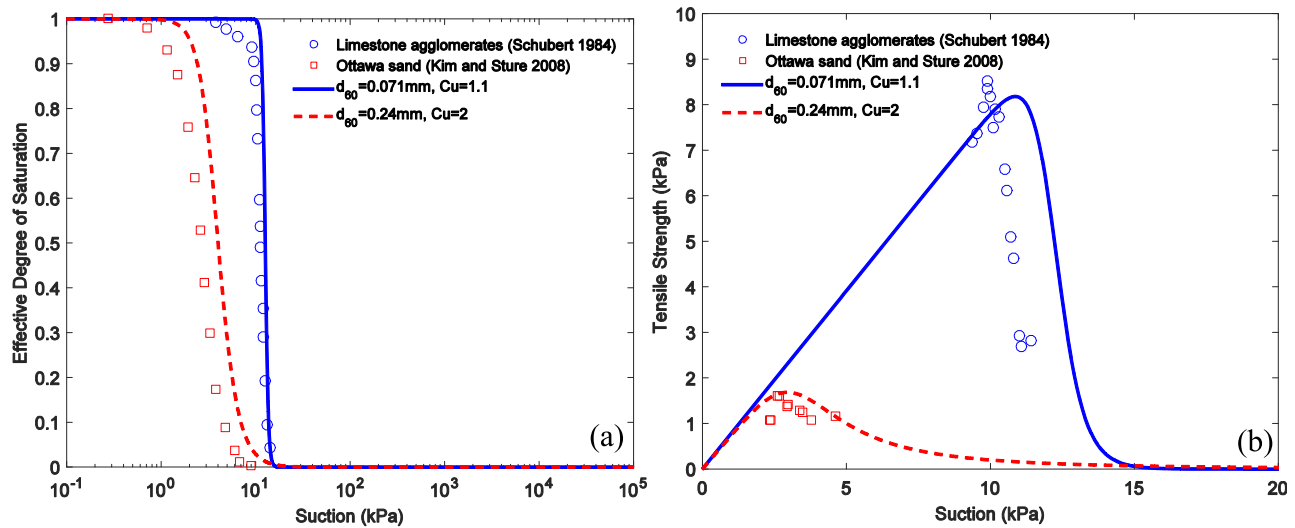 1
0.9
0.8
0.7
0.6
0.5
0.4
0.3
0.2
0.1
0
Effective Degree of Saturation
10-1
100
101
102
103
104
105
Suction (kPa)
Limestone agglomerates (Schubert 1984)
Ottawa sand (Kim and Sture 2008)
d60=0.071mm, Cu=1.1
d60=0.24mm, Cu=2
(a)
10
9
8
7
6
5
4
3
2
1
0
Tensile Strength (kPa)
0
5
10
15
20
Suction (kPa)
Limestone agglomerates (Schubert 1984)
Ottawa sand (Kim and Sture 2008)
d60=0.071mm, Cu=1.1
d60=0.24mm, Cu=2
(b)